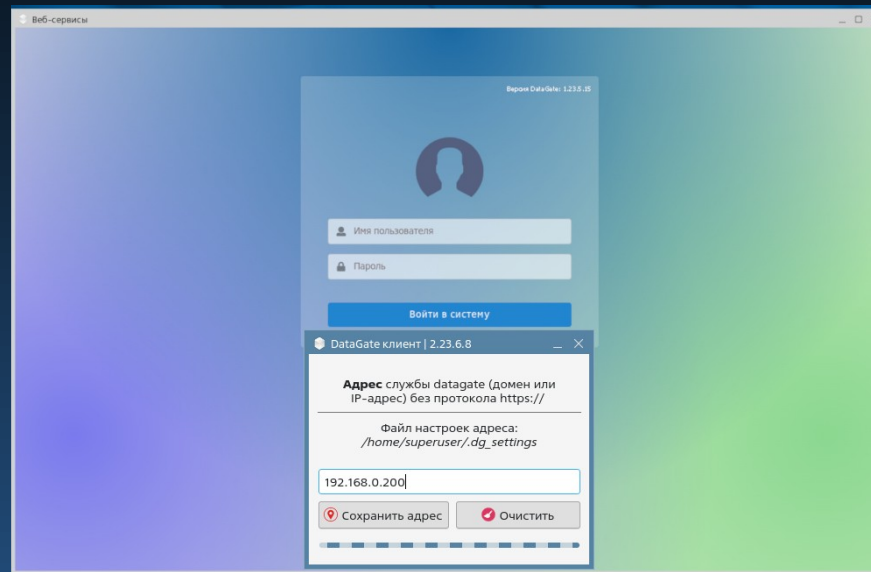 Веб-сервисы
Версия DataGate: 1.23.5.15
Имя пользователя
Пароль
Войти в систему
DataGate клиент | 2.23.6.8
Адрес службы datagate (домен или
IP-адрес) без протокола https://
Файл настроек адреса:
/home/superuser/.dg_settings
192.168.0.200
Сохранить адрес
Очистить